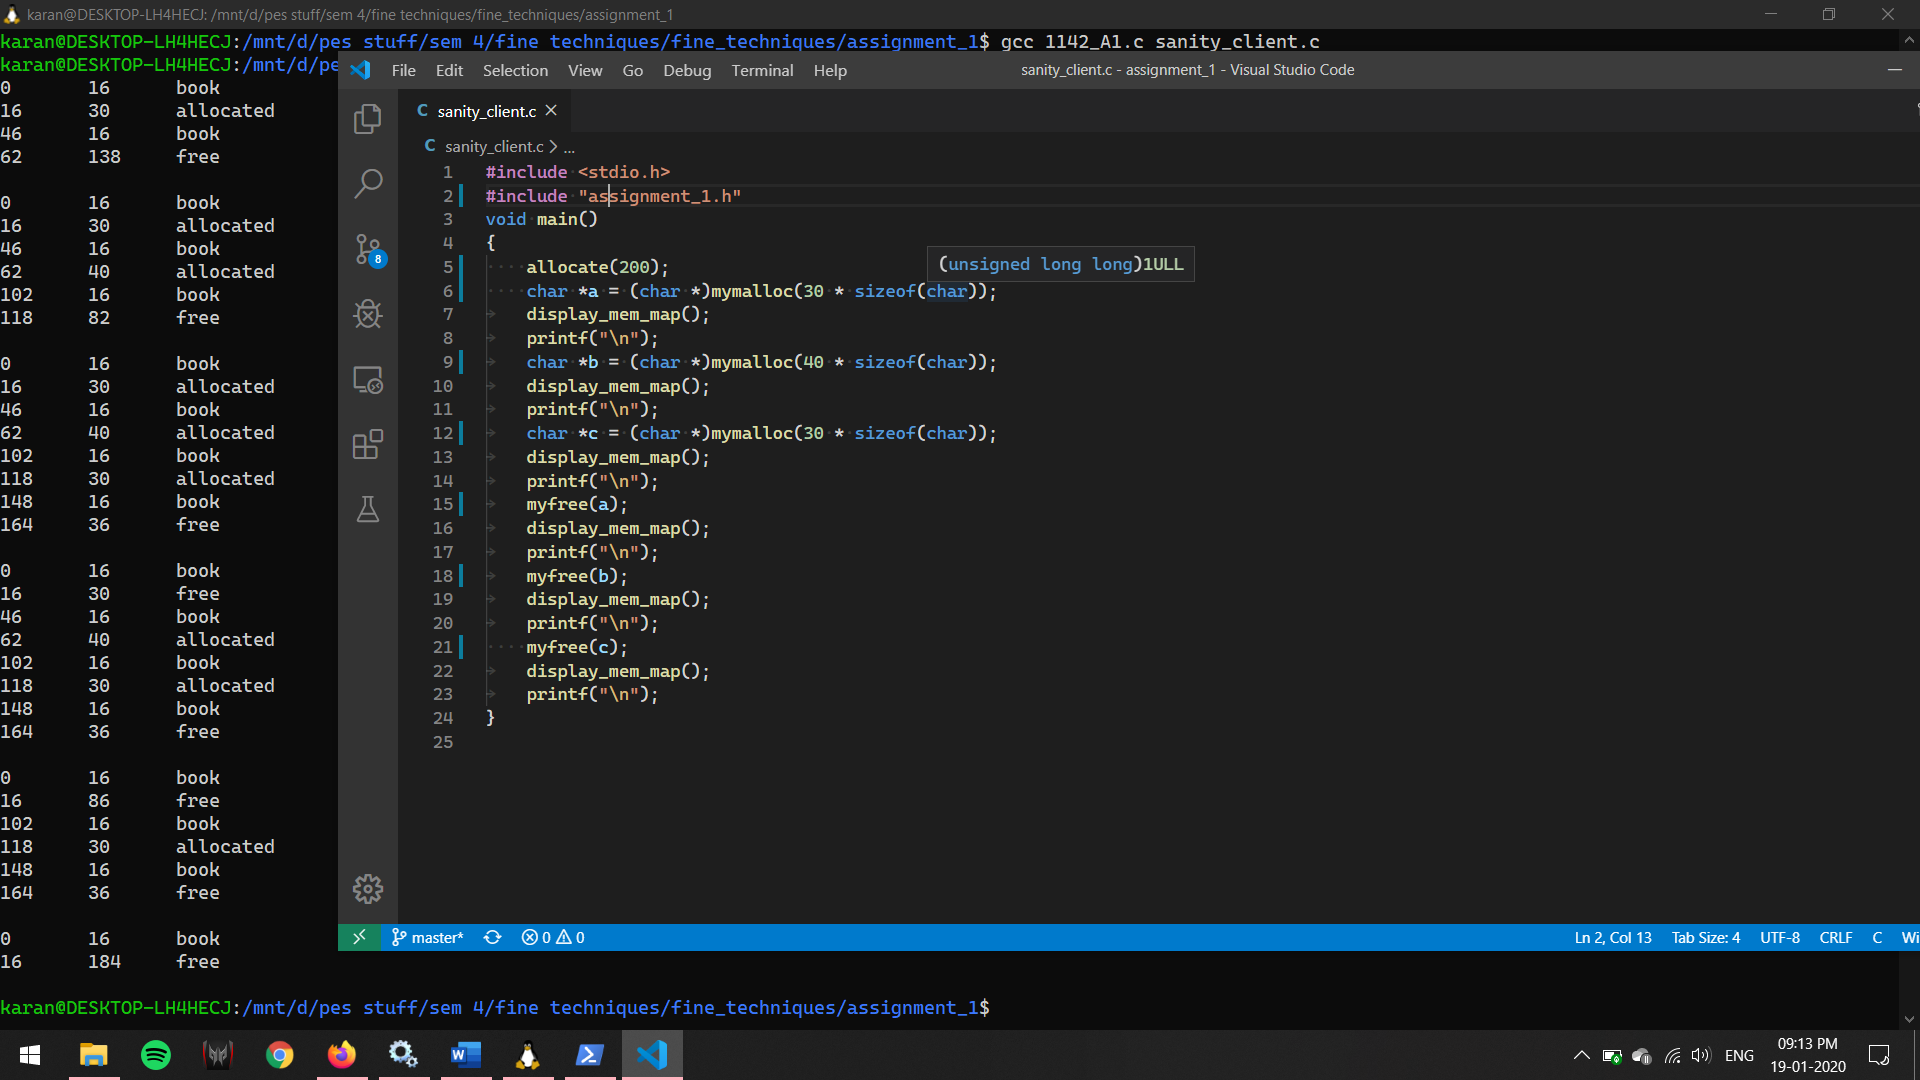 karan@DESKTOP-LH4HECJ: /mnt/d/pes stuff/sem 4/fine techniques/fine_techniques/assignment_1
karan@DESKTOP-LH4HECJ:/mnt/d/pes stuff/sem 4/fine techniques/fine_techniques/assignment_1$ gcc 1142_A1.c sanity_client.c
karan@DESKTOP-LH4HECJ:/mnt/d/pe
0 16 book
16 30 allocated
46 16 book
62 138 free
0 16 book
16 30 allocated
46 16 book
62 40 allocated
102 16 book
118 82 free
0 16 book
16 30 allocated
46 16 book
62 40 allocated
102 16 book
118 30 allocated
148 16 book
164 36 free
0 16 book
16 30 free
46 16 book
62 40 allocated
102 16 book
118 30 allocated
148 16 book
164 36 free
0 16 book
16 86 free
102 16 book
118 30 allocated
148 16 book
164 36 free
0 16 book
16 184 free
karan@DESKTOP-LH4HECJ:/mnt/d/pes stuff/sem 4/fine techniques/fine_techniques/assignment_1$
File Edit Selection View Go Debug Terminal Help
sanity_client.c - assignment_1 - Visual Studio Code
C sanity_client.c
C sanity_client.c > ...
8
1 #include <stdio.h>
2 #include "assignment_1.h"
3 void main()
4 {
5 allocate(200);
(unsigned long long)1ULL
6 char *a = (char *)mymalloc(30 * sizeof(char));
7 display_mem_map();
8 printf("\n");
9 char *b = (char *)mymalloc(40 * sizeof(char));
10 display_mem_map();
11 printf("\n");
12 char *c = (char *)mymalloc(30 * sizeof(char));
13 display_mem_map();
14 printf("\n");
15 myfree(a);
16 display_mem_map();
17 printf("\n");
18 myfree(b);
19 display_mem_map();
20 printf("\n");
21 myfree(c);
22 display_mem_map();
23 printf("\n");
24 }
25
master* 0 0 Ln 2, Col 13 Tab Size: 4 UTF-8 CRLF C Wi
ENG
09:13 PM
19-01-2020